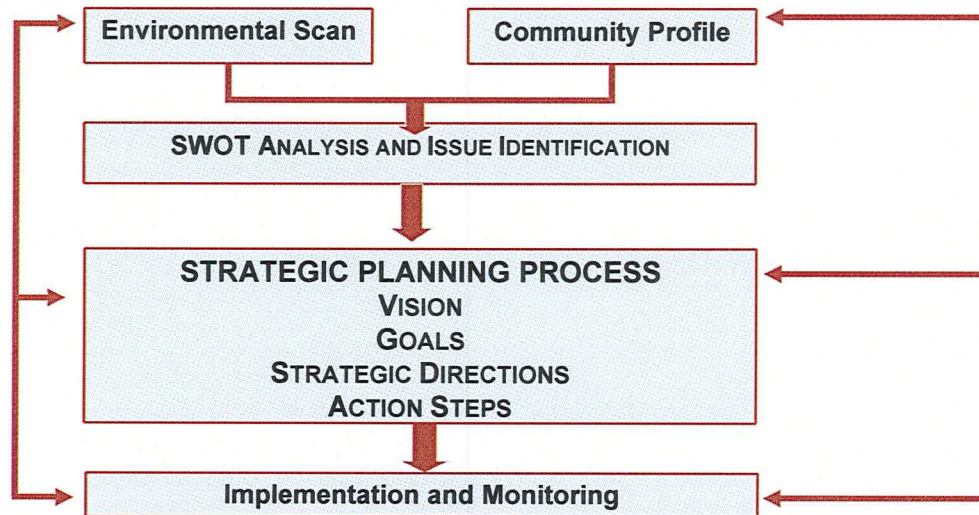 Environmental Scan
Community Profile
SWOT ANALYSIS AND ISSUE IDENTIFICATION
STRATEGIC PLANNING PROCESS
VISION
GOALS
STRATEGIC DIRECTIONS
ACTION STEPS
Implementation and Monitoring